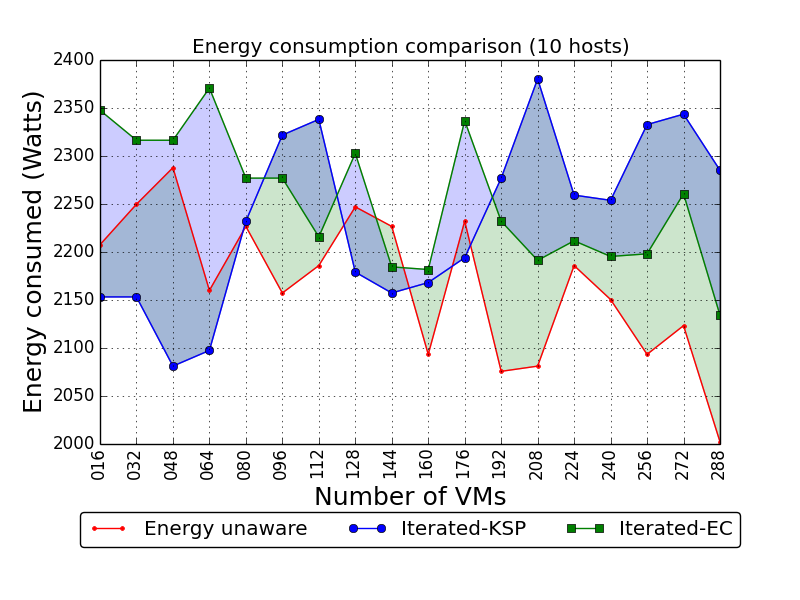 Energy consumption comparison (10 hosts)
2400
2350
2300
2250
2200
2150
2100
2050
2000
Energy consumed (Watts)
016 032 048 064 080 096 112 128 144 160 176 192 208 224 240 256 272 288
Number of VMs
Energy unaware Iterated-KSP Iterated-EC